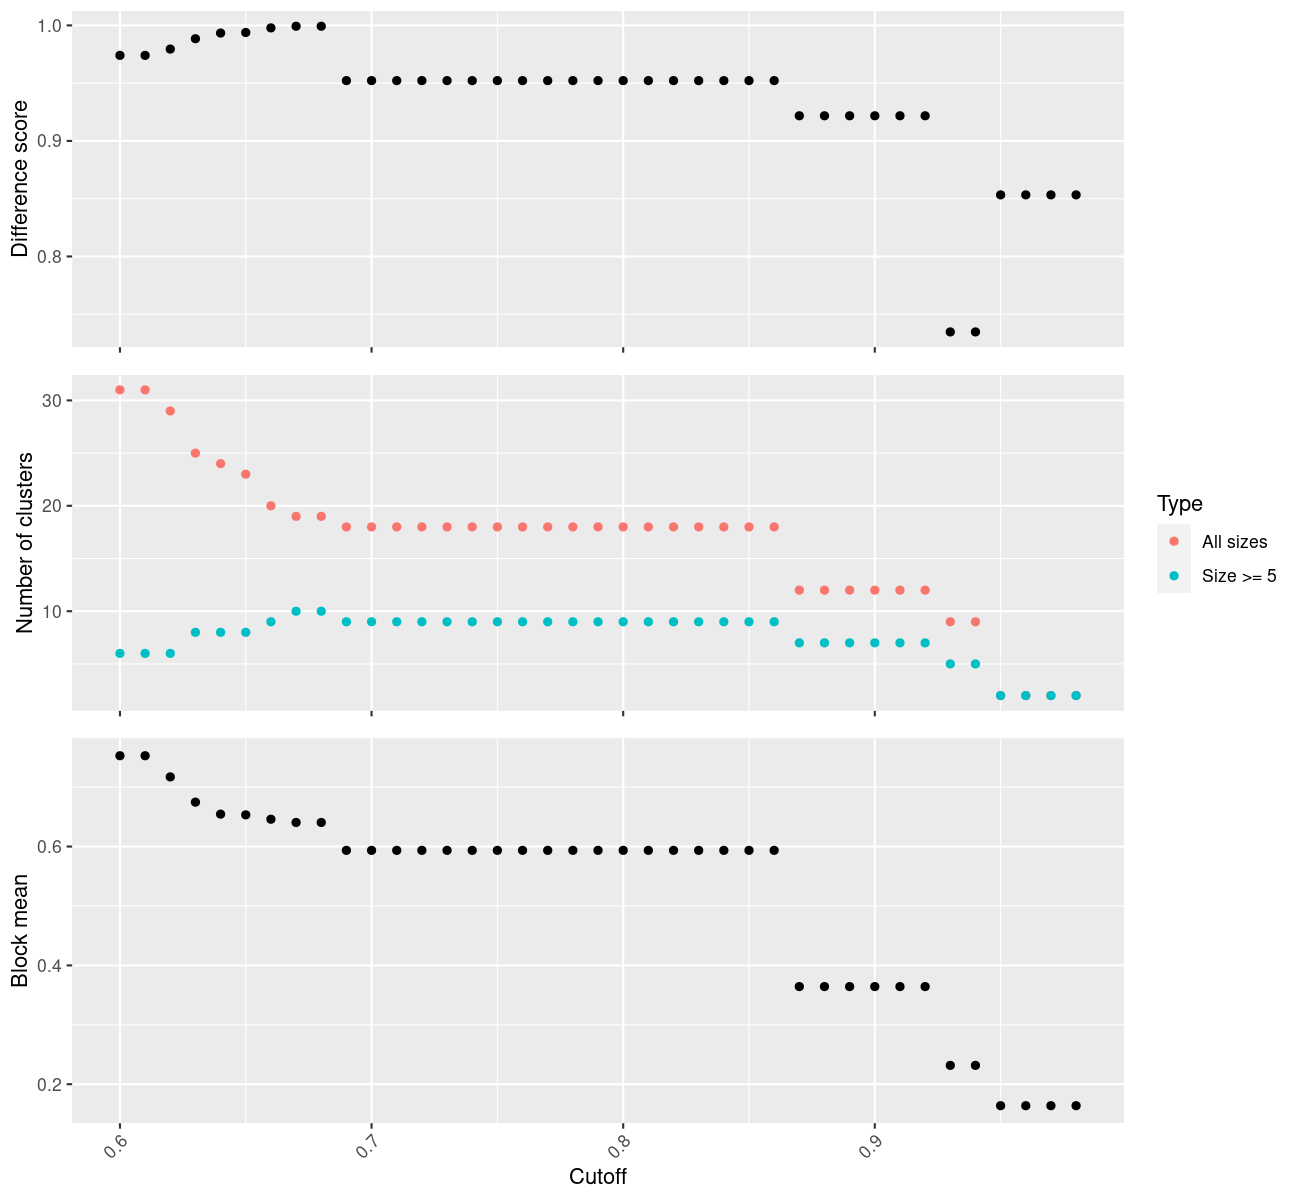 Difference score
1.0
0.9
0.8
Number of clusters
30
20
10
Type
All sizes
Size >= 5
Block mean
0.6
0.4
0.2
0.6 0.7 0.8 0.9
Cutoff